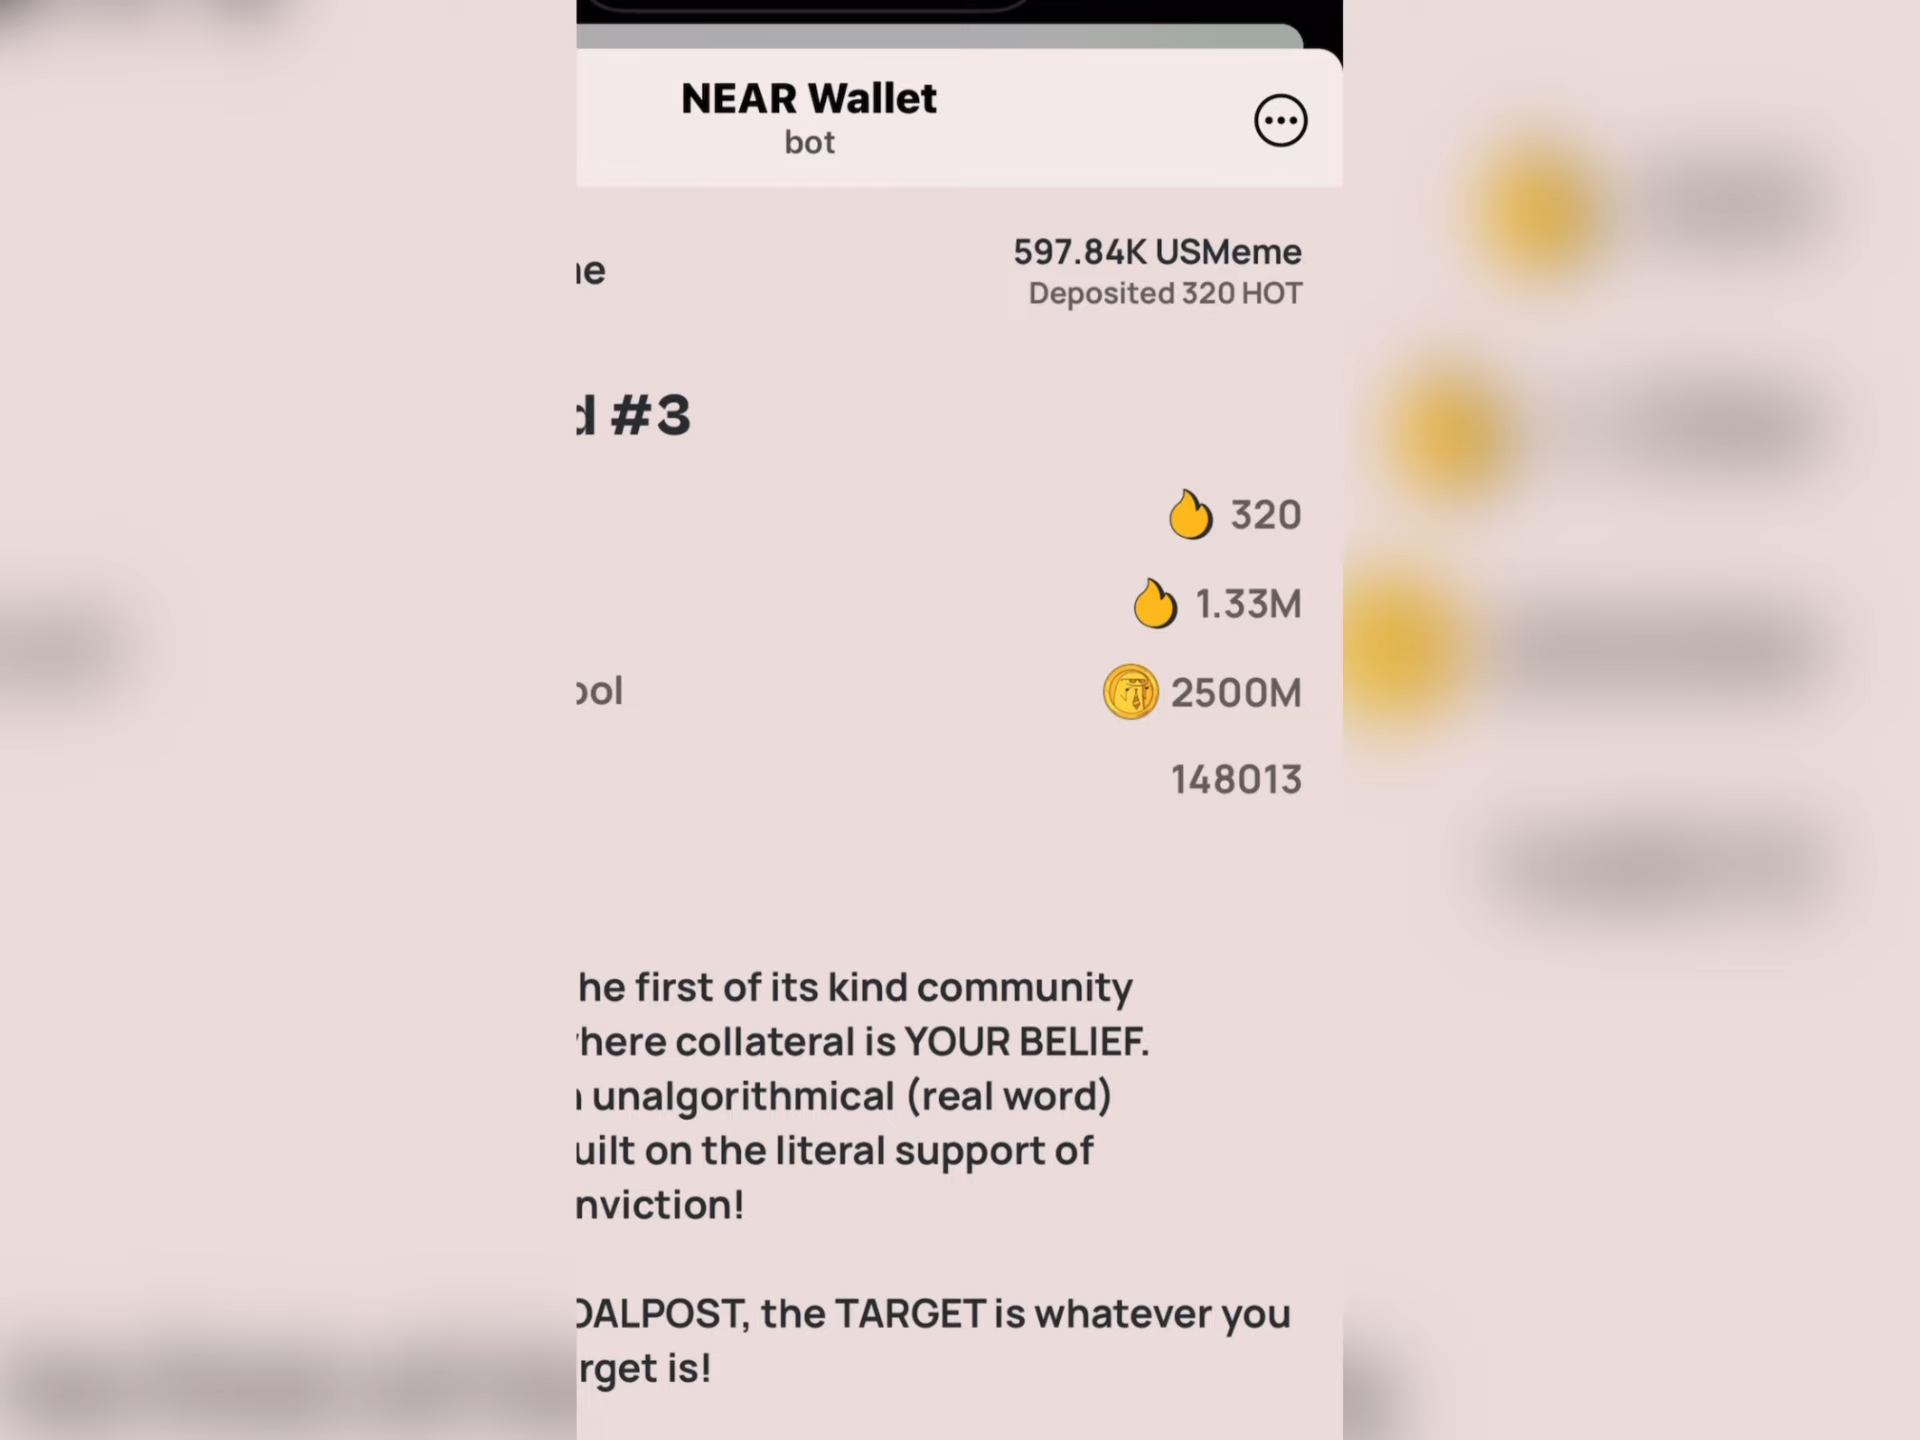 NEAR Wallet
bot
597.84K USMeme
Deposited 320 HOT
#3
320
1.33M
2500M
148013
he first of its kind community
here collateral is YOUR BELIEF.
unalgorithmical (real word)
uilt on the literal support of
nviction!
OALPOST, the TARGET is whatever you
rget is!